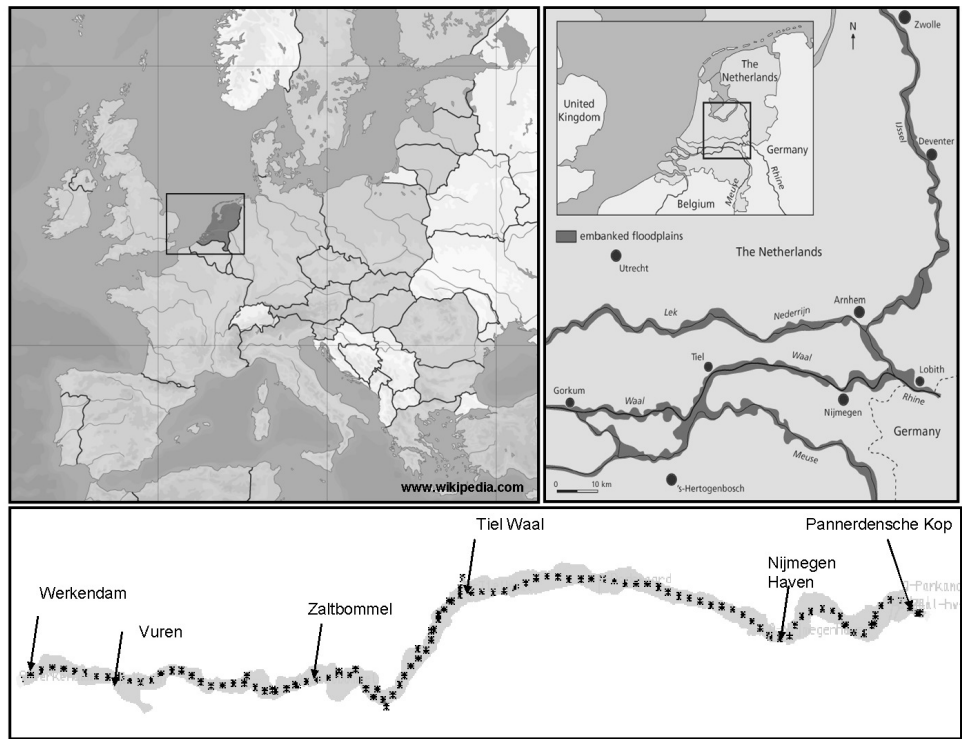 www.wikipedia.com
N
Zwolle
The
Netherlands
United
Kingdom
Germany
Belgium
Meuse
Rhine
IJssel
Deventer
embanked floodplains
The Netherlands
Utrecht
Arnhem
Lek
Nederrijn
Tiel
Waal
Lobith
Gorkum
Waal
Nijmegen
Rhine
Germany
Meuse
's-Hertogenbosch
0 10 km
Tiel Waal
Pannerdensche Kop
Nijmegen
Haven
Werkendam
Zaltbommel
Vuren